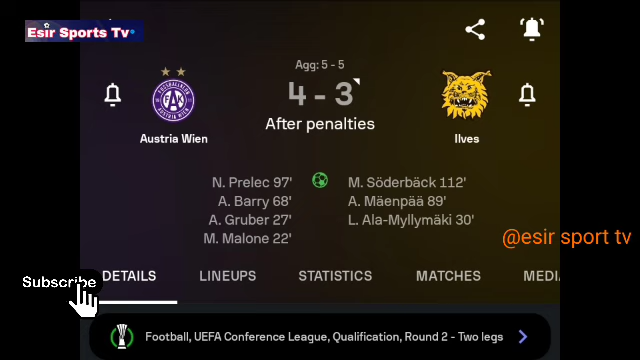 Esir Sports Tv
Agg: 5 - 5
4 - 3
After penalties
Austria Wien
Ilves
N. Prelec 97'
M. Söderbäck 112'
A. Barry 68'
A. Mäenpää 89'
A. Gruber 27'
L. Ala-Myllymäki 30'
M. Malone 22'
@esir sport tv
Subscribe
DETAILS
LINEUPS
STATISTICS
MATCHES
MEDI
Football, UEFA Conference League, Qualification, Round 2 - Two legs